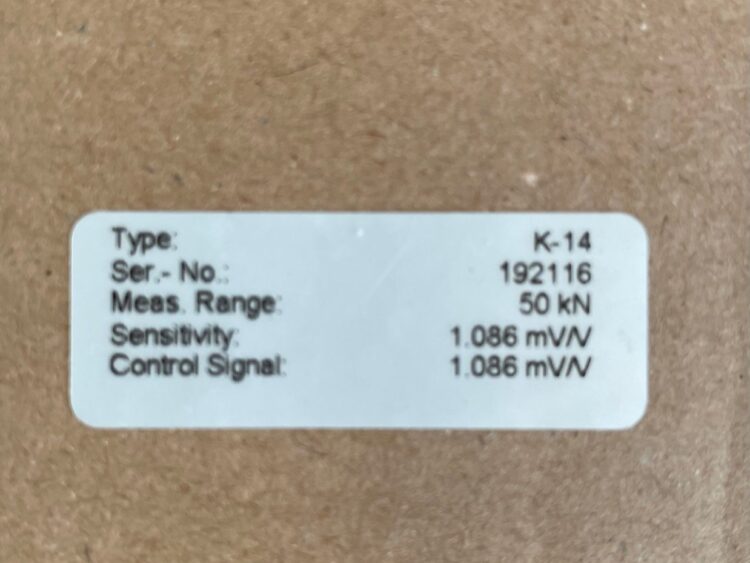 Type: K-14
Ser.- No.: 192116
Meas. Range: 50 kN
Sensitivity: 1.086 mV/V
Control Signal: 1.086 mV/V